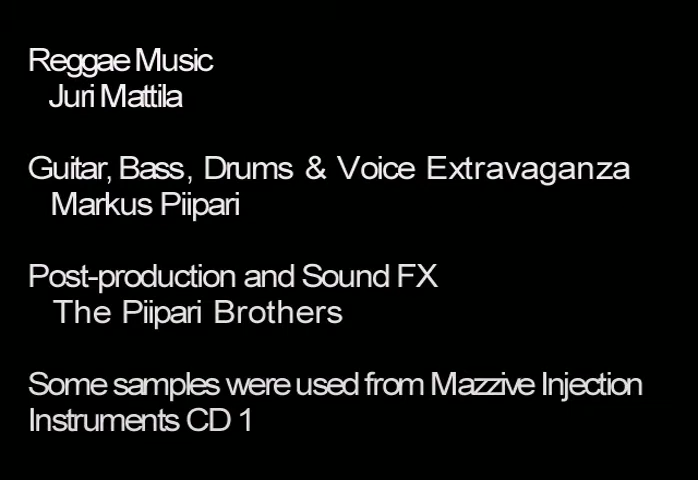 Reggae Music
Juri Mattila
Guitar, Bass, Drums & Voice Extravaganza
Markus Piipari
Post-production and Sound FX
The Piipari Brothers
Some samples were used from Mazzive Injection
Instruments CD 1